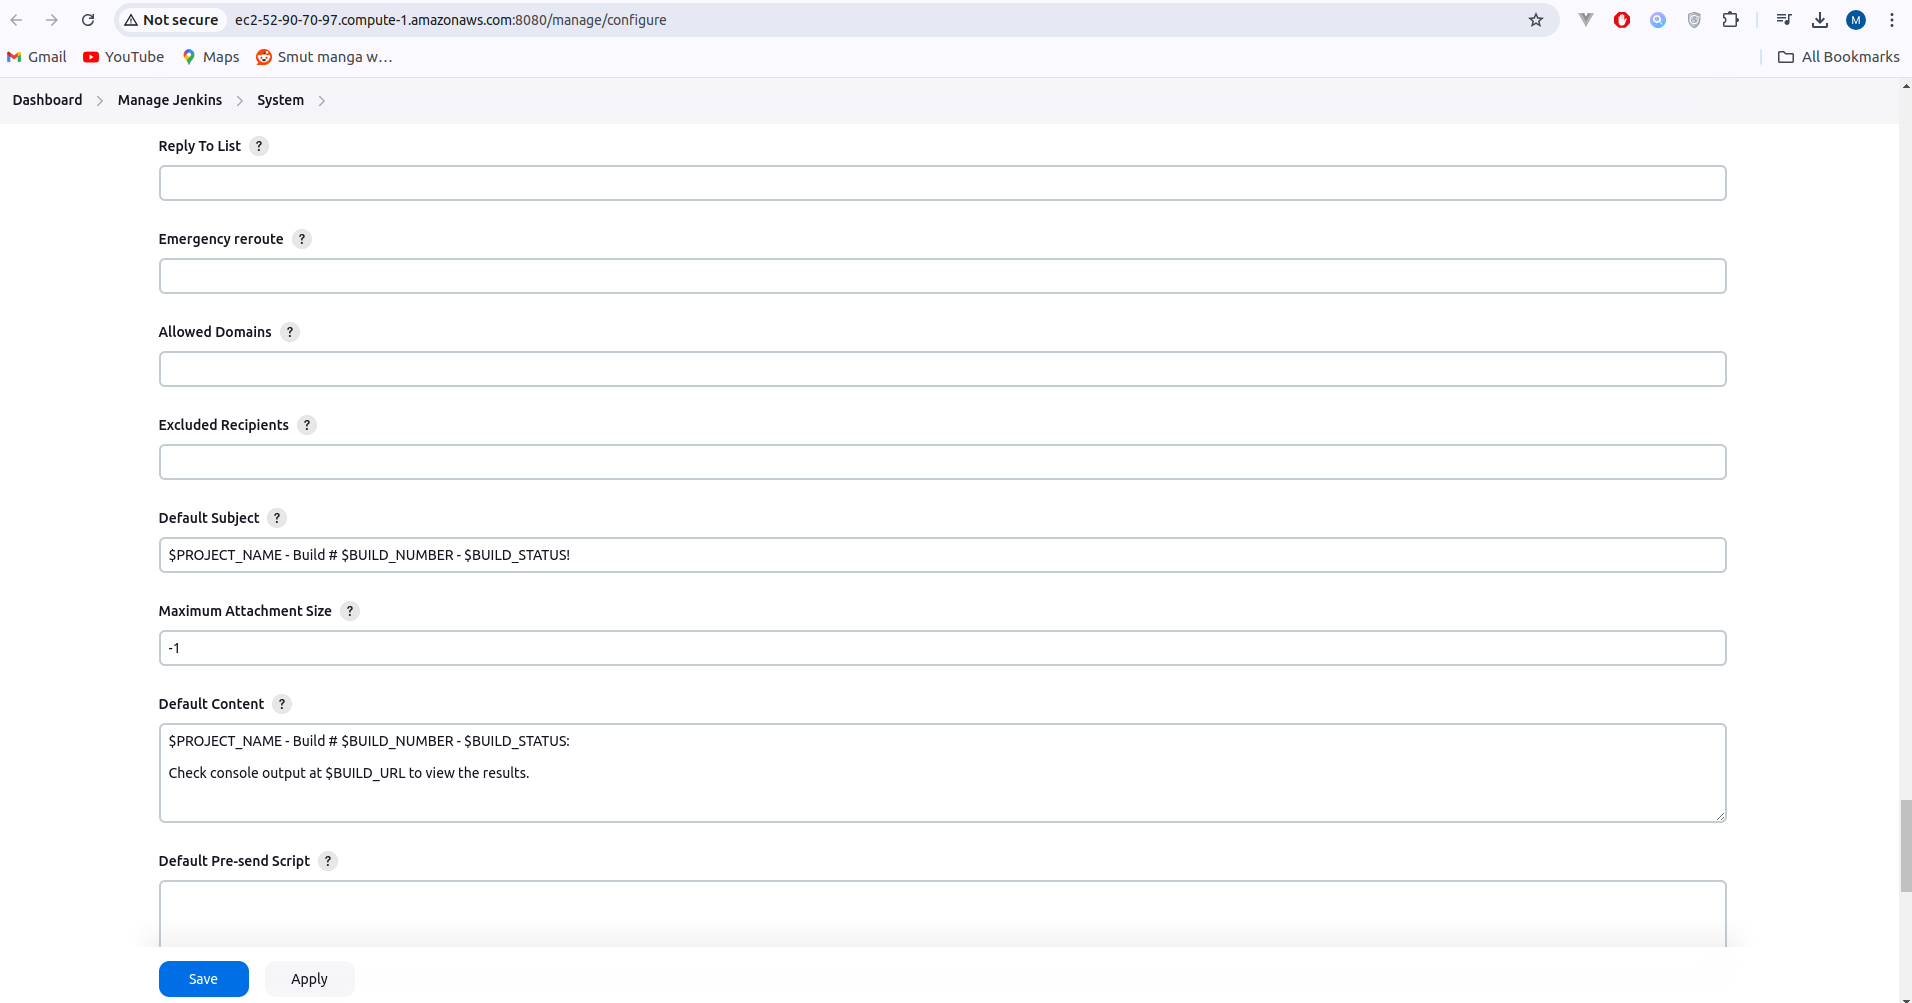 Not secure ec2-52-90-70-97.compute-1.amazonaws.com:8080/manage/configure M
Gmail YouTube Maps Smut manga w... All Bookmarks
Dashboard Manage Jenkins System
Reply To List ?
Emergency reroute ?
Allowed Domains ?
Excluded Recipients ?
Default Subject ?
$PROJECT_NAME - Build # $BUILD_NUMBER - $BUILD_STATUS!
Maximum Attachment Size ?
-1
Default Content ?
$PROJECT_NAME - Build # $BUILD_NUMBER - $BUILD_STATUS:
Check console output at $BUILD_URL to view the results.
Default Pre-send Script ?
Save Apply